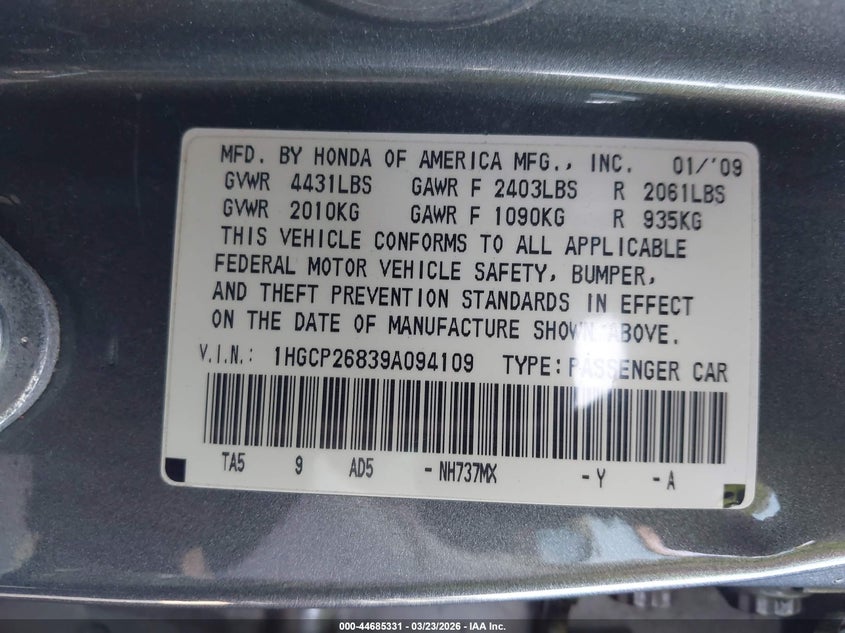 MFD. BY HONDA OF AMERICA MFG., INC. 01/'09
GVWR 4431LBS GAWR F 2403LBS R 2061LBS
GVWR 2010KG GAWR F 1090KG R 935KG
THIS VEHICLE CONFORMS TO ALL APPLICABLE
FEDERAL MOTOR VEHICLE SAFETY, BUMPER,
AND THEFT PREVENTION STANDARDS IN EFFECT
ON THE DATE OF MANUFACTURE SHOWN ABOVE.
V.I.N.: 1HGCP26839A094109 TYPE: PASSENGER CAR
TA5 9 AD5 -NH737MX -Y -A
000-44685331 - 03/23/2026 - IAA Inc.